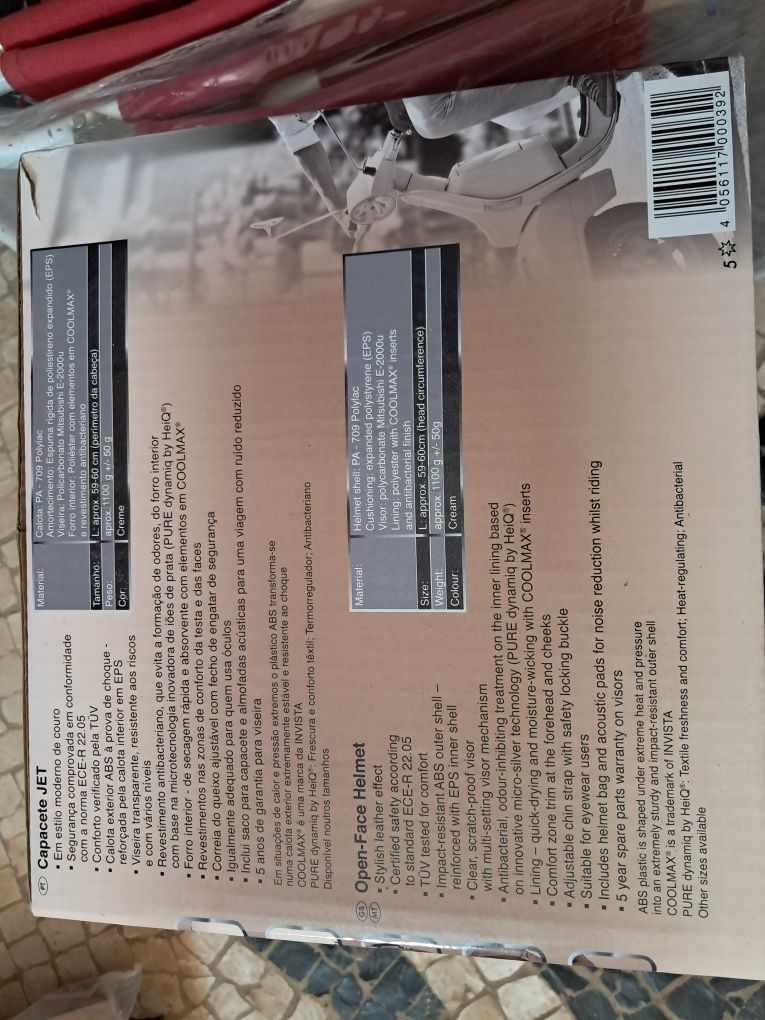 PT
Capacete JET
▪ Em estilo moderno de couro
▪ Segurança comprovada em conformidade
com a norma ECE-R 22.05
▪ Conforto verificado pela TÜV
▪ Calota exterior ABS à prova de choque -
reforçada pela calota interior em EPS
▪ Viseira transparente, resistente aos riscos
e com vários níveis
▪ Revestimento antibacteriano, que evita a formação de odores, do forro interior
com base na microtecnologia inovadora de iões de prata (PURE dynamiq by HeiQ®)
▪ Forro interior - de secagem rápida e absorvente com elementos em COOLMAX®
▪ Revestimentos nas zonas de conforto da testa e das faces
▪ Correia do queixo ajustável com fecho de engatar de segurança
▪ Igualmente adequado para quem usa óculos
▪ Inclui saco para capacete e almofadas acústicas para uma viagem com ruído reduzido
▪ 5 anos de garantia para viseira
Em situações de calor e pressão extremos o plástico ABS transforma-se
numa calota exterior extremamente estável e resistente ao choque
COOLMAX® é uma marca da INVISTA
PURE dynamiq by HeiQ®: Frescura e conforto têxtil; Termorregulador; Antibacteriano
Disponível noutros tamanhos
Material: Calota: PA - 709 Polylac
Amortecimento: Espuma rígida de poliestireno expandido (EPS)
Viseira: Policarbonato Mitsubishi E-2000u
Forro interior: Poliéster com elementos em COOLMAX®
e revestimento antibacteriano
Tamanho: L: aprox. 59-60 cm (perímetro da cabeça)
Peso: aprox. 1100 g +/- 50 g
Cor: Creme
GB
MT
Open-Face Helmet
▪ Stylish leather effect
▪ Certified safety according
to standard ECE-R 22.05
▪ TÜV tested for comfort
▪ Impact-resistant ABS outer shell –
reinforced with EPS inner shell
▪ Clear, scratch-proof visor
with multi-setting visor mechanism
▪ Antibacterial, odour-inhibiting treatment on the inner lining based
on innovative micro-silver technology (PURE dynamiq by HeiQ®)
▪ Lining – quick-drying and moisture-wicking with COOLMAX® inserts
▪ Comfort zone trim at the forehead and cheeks
▪ Adjustable chin strap with safety locking buckle
▪ Suitable for eyewear users
▪ Includes helmet bag and acoustic pads for noise reduction whilst riding
▪ 5 year spare parts warranty on visors
ABS plastic is shaped under extreme heat and pressure
into an extremely sturdy and impact-resistant outer shell
COOLMAX® is a trademark of INVISTA
PURE dynamiq by HeiQ®: Textile freshness and comfort; Heat-regulating; Antibacterial
Other sizes available
Material: Helmet shell: PA - 709 Polylac
Cushioning: expanded polystyrene (EPS)
Visor: polycarbonate Mitsubishi E-2000u
Lining: polyester with COOLMAX® inserts
and antibacterial finish
Size: L: approx. 59-60cm (head circumference)
Weight: approx. 1100 g +/- 50g
Colour: Cream
4 056117 000392
5☆